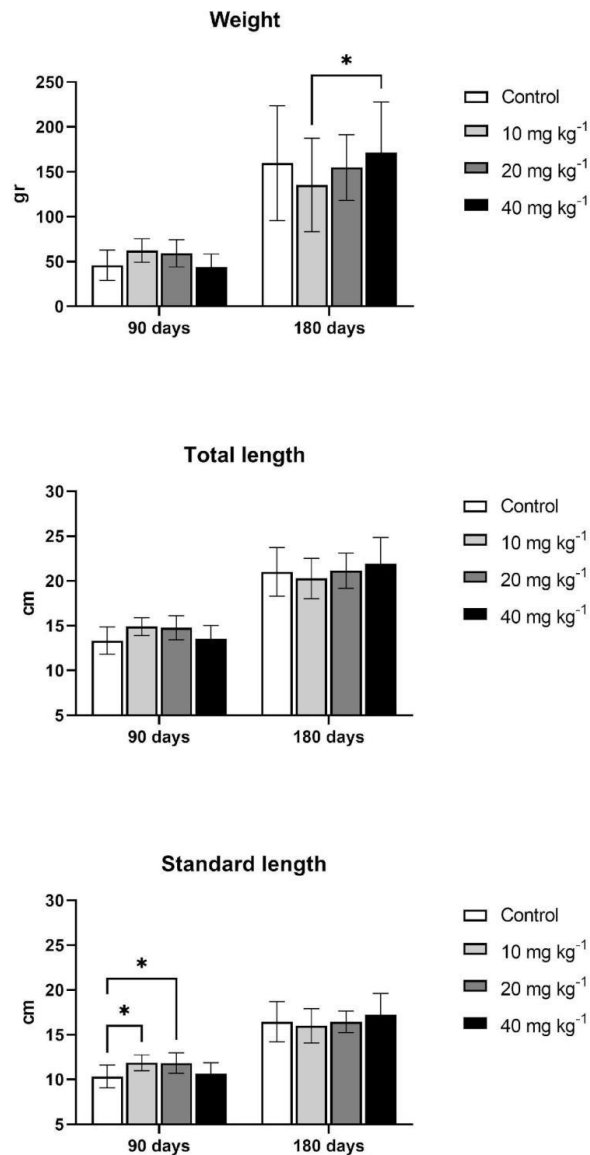 Weight
250
200
150
100
50
0
gr
*
90 days
180 days
Control
10 mg kg⁻¹
20 mg kg⁻¹
40 mg kg⁻¹
Total length
30
25
20
15
10
5
cm
90 days
180 days
Control
10 mg kg⁻¹
20 mg kg⁻¹
40 mg kg⁻¹
Standard length
30
25
20
15
10
5
cm
*
*
90 days
180 days
Control
10 mg kg⁻¹
20 mg kg⁻¹
40 mg kg⁻¹